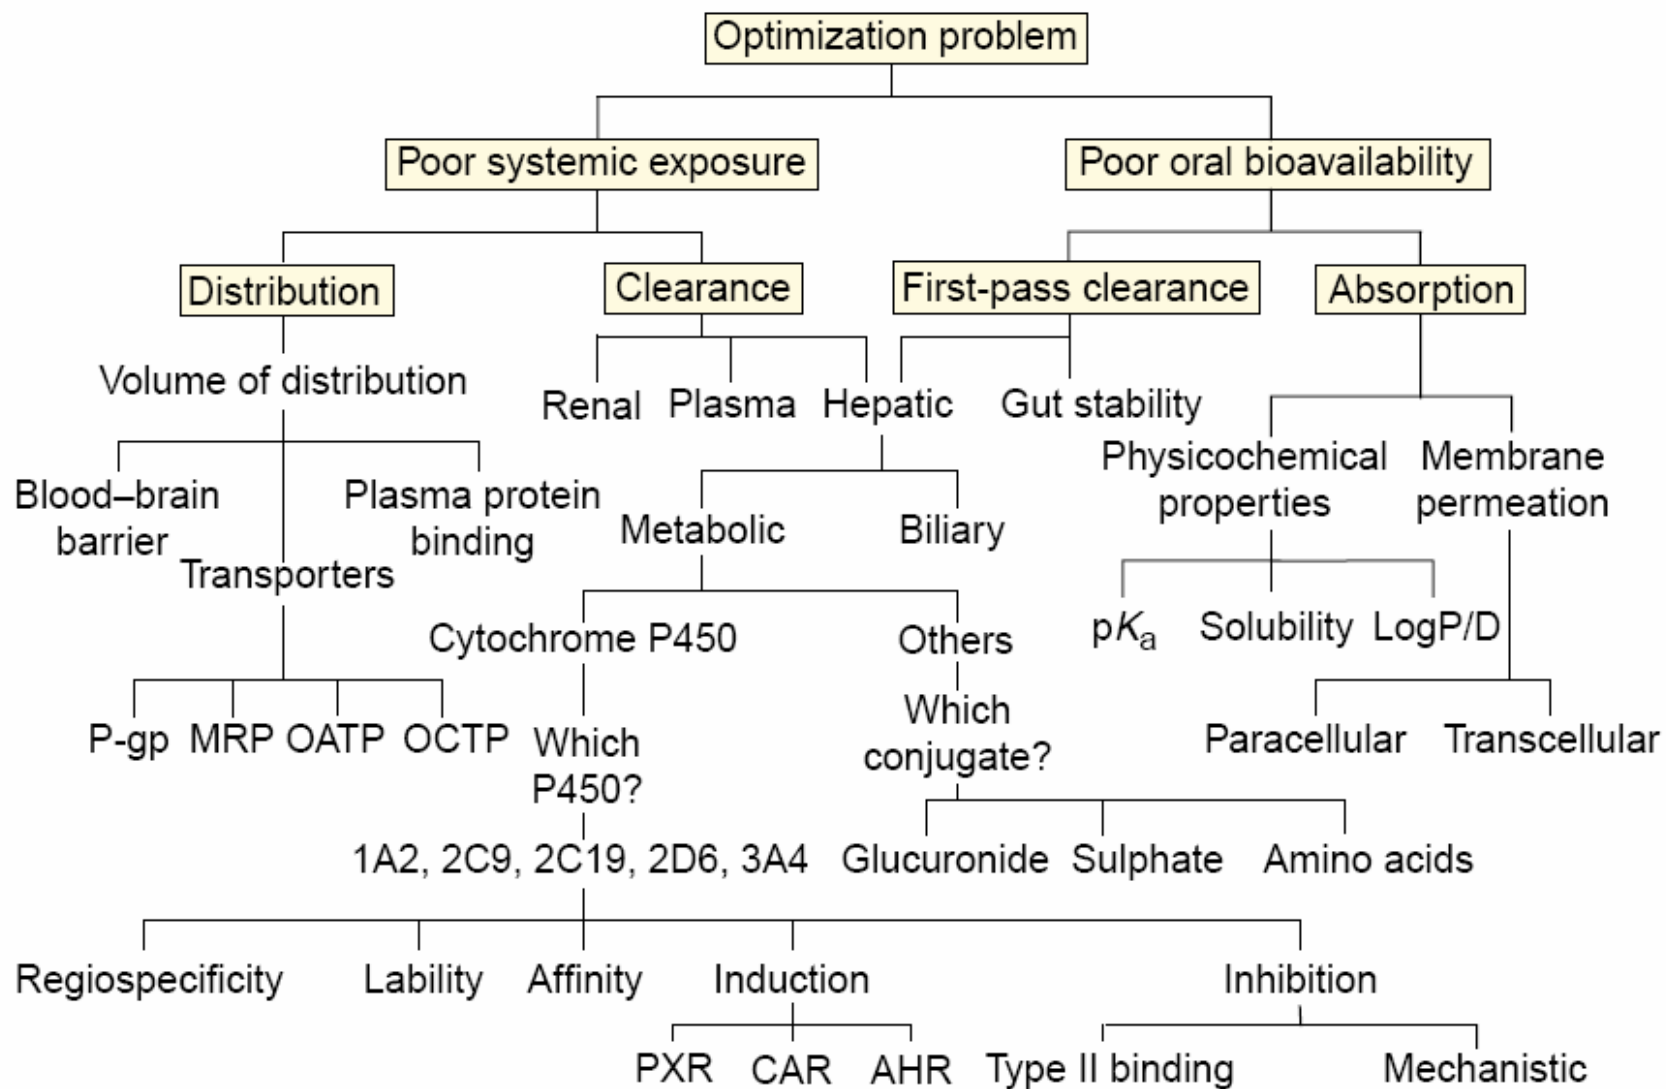 Optimization problem
Poor systemic exposure
Poor oral bioavailability
Distribution
Clearance
First-pass clearance
Absorption
Volume of distribution
Renal
Plasma
Hepatic
Gut stability
Blood–brain
barrier
Plasma protein
binding
Transporters
Metabolic
Biliary
Physicochemical
properties
Membrane
permeation
Cytochrome P450
Others
pKa
Solubility
LogP/D
P-gp
MRP
OATP
OCTP
Which
P450?
Which
conjugate?
Paracellular
Transcellular
1A2, 2C9, 2C19, 2D6, 3A4
Glucuronide
Sulphate
Amino acids
Regiospecificity
Lability
Affinity
Induction
Inhibition
PXR
CAR
AHR
Type II binding
Mechanistic